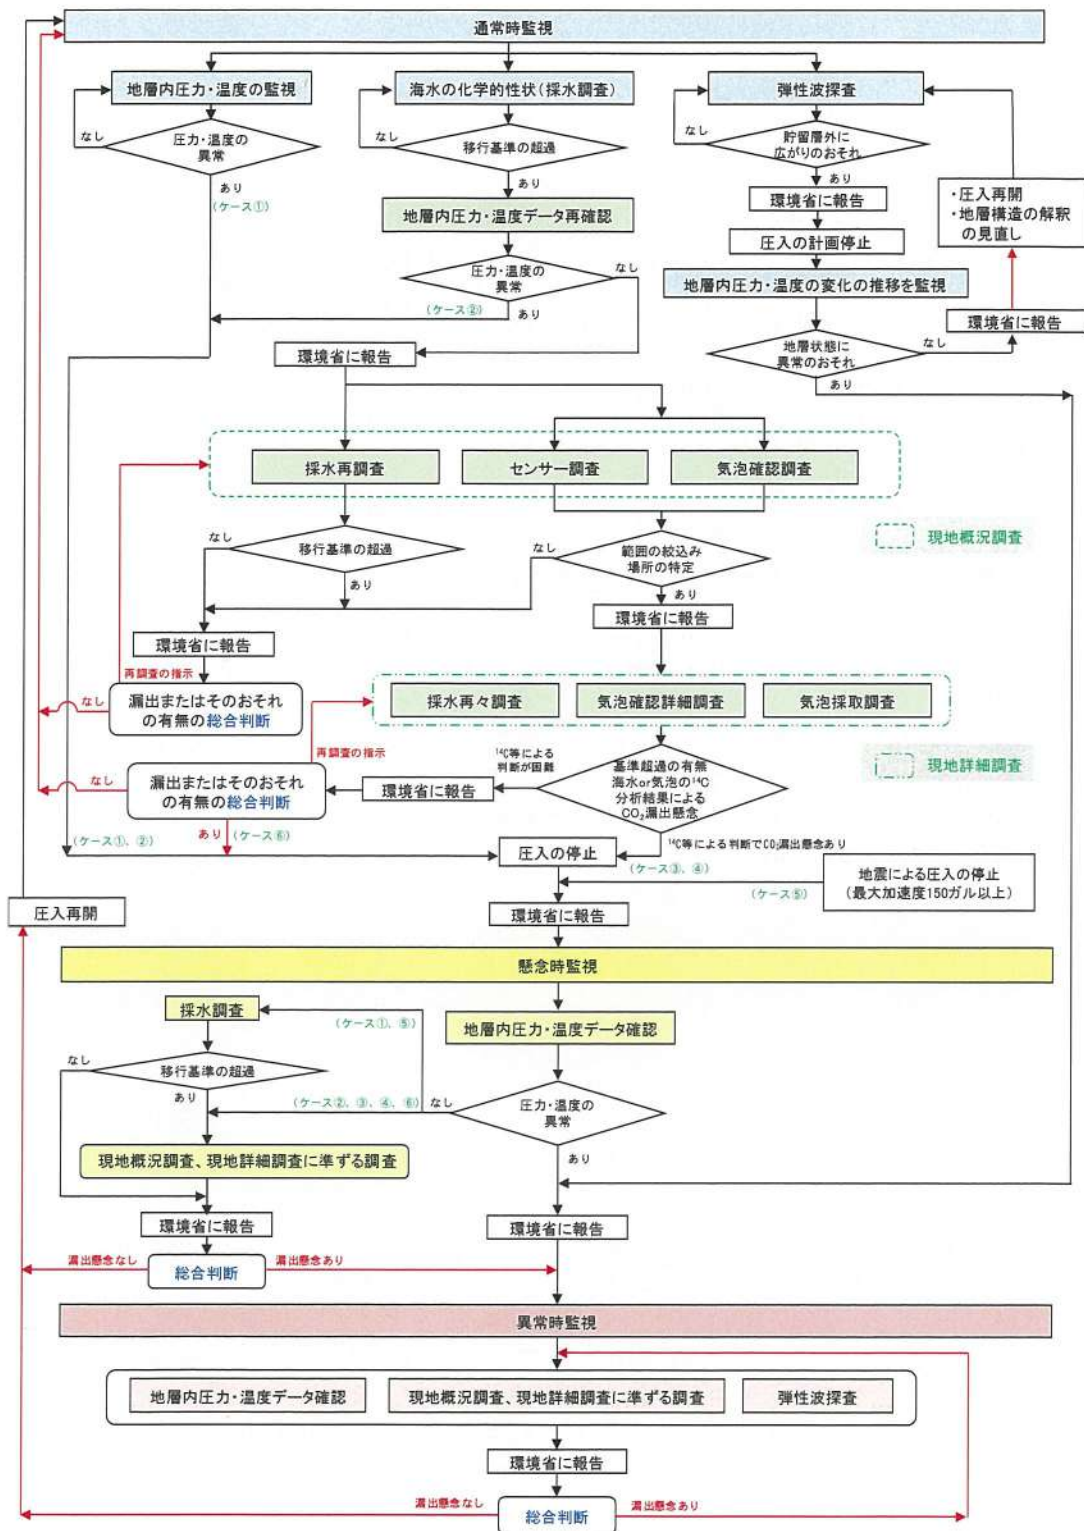 通常時監視
地層内圧力・温度の監視
海水の化学的性状(採水調査)
弾性波探査
なし
圧力・温度の
異常
なし
移行基準の超過
なし
貯留層外に
広がりのおそれ
あり
(ケース①)
あり
あり
環境省に報告
・圧入再開
・地層構造の解釈
の見直し
地層内圧力・温度データ再確認
圧入の計画停止
圧力・温度の
異常
なし
地層内圧力・温度の変化の推移を監視
(ケース②)
あり
環境省に報告
環境省に報告
地層状態に
異常のおそれ
なし
あり
採水再調査
センサー調査
気泡確認調査
なし
移行基準の超過
なし
範囲の絞込み
場所の特定
現地概況調査
あり
あり
環境省に報告
環境省に報告
再調査の指示
なし
漏出またはそのおそれ
の有無の総合判断
採水再々調査
気泡確認詳細調査
気泡採取調査
再調査の指示
¹⁴C等による
判断が困難
基準超過の有無
海水or気泡の¹⁴C
分析結果による
CO₂漏出懸念
現地詳細調査
なし
漏出またはそのおそれ
の有無の総合判断
環境省に報告
あり
(ケース⑥)
(ケース①、②)
¹⁴C等による判断でCO₂漏出懸念あり
圧入の停止
(ケース③、④)
地震による圧入の停止
(最大加速度150ガル以上)
(ケース⑤)
圧入再開
環境省に報告
懸念時監視
採水調査
(ケース①、⑤)
地層内圧力・温度データ確認
なし
移行基準の超過
あり
(ケース②、③、④、⑥)
なし
圧力・温度の
異常
現地概況調査、現地詳細調査に準ずる調査
あり
環境省に報告
環境省に報告
漏出懸念なし
総合判断
漏出懸念あり
異常時監視
地層内圧力・温度データ確認
現地概況調査、現地詳細調査に準ずる調査
弾性波探査
環境省に報告
漏出懸念なし
総合判断
漏出懸念あり